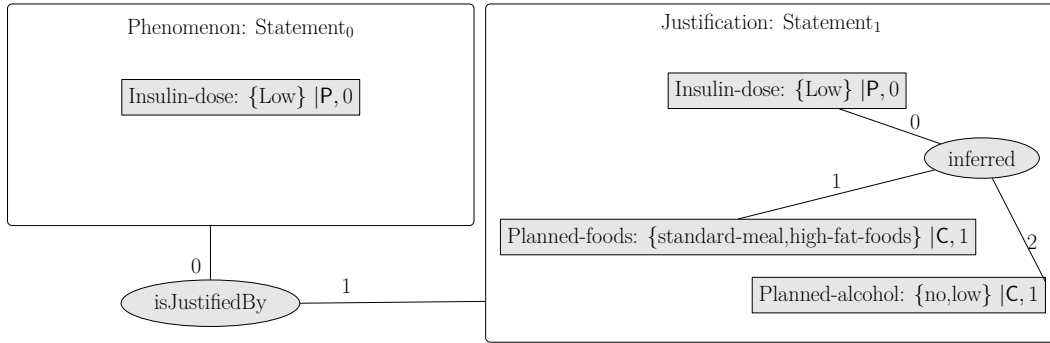 Phenomenon: Statement₀
Insulin-dose: {Low} |P, 0
0
isJustifiedBy
1
Justification: Statement₁
Insulin-dose: {Low} |P, 0
0
inferred
1
Planned-foods: {standard-meal,high-fat-foods} |C, 1
2
Planned-alcohol: {no,low} |C, 1